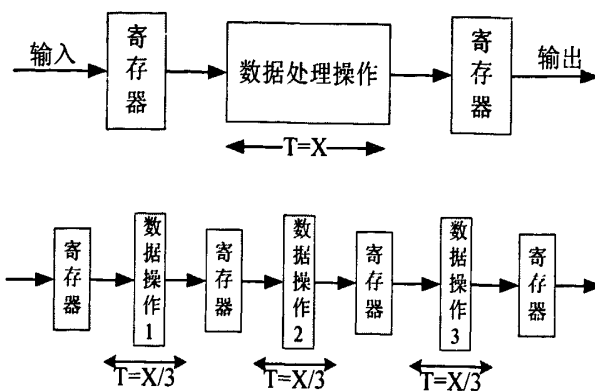 输入
寄存器
数据处理操作
寄存器
输出
T=X
寄存器
数据操作1
寄存器
数据操作2
寄存器
数据操作3
寄存器
T=X/3
T=X/3
T=X/3